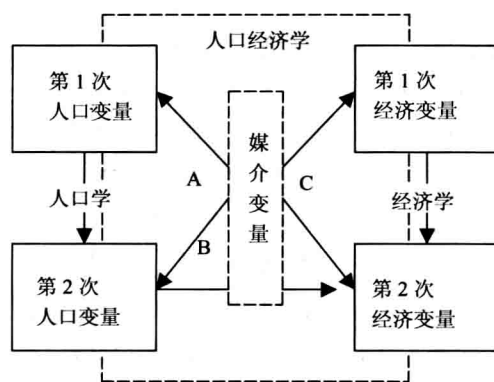 人口经济学
第1次
人口变量
第1次
经济变量
媒
介
变
量
A
C
人口学
经济学
B
第2次
人口变量
第2次
经济变量